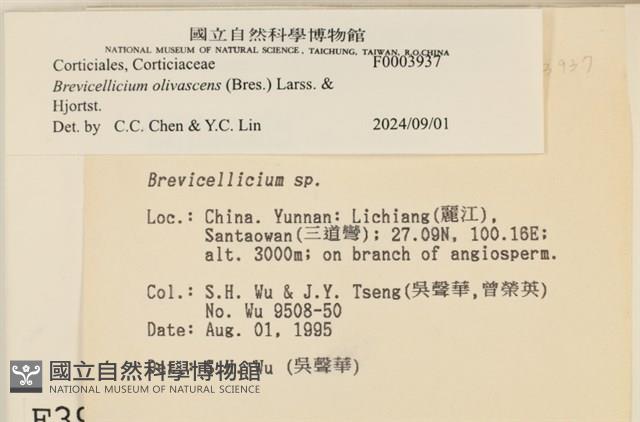 國立自然科學博物館
NATIONAL MUSEUM OF NATURAL SCIENCE, TAICHUNG, TAIWAN, R.O.CHINA
Corticiales, Corticiaceae F0003937
Brevicellicium olivascens (Bres.) Larss. &
Hjortst.
Det. by C.C. Chen & Y.C. Lin 2024/09/01
3937
Brevicellicium sp.
Loc.: China. Yunnan: Lichiang(麗江),
Santaowan(三道彎); 27.09N, 100.16E;
alt. 3000m; on branch of angiosperm.
Col.: S.H. Wu & J.Y. Tseng(吳聲華,曾榮英)
No. Wu 9508-50
Date: Aug. 01, 1995
Wu (吳聲華)
國立自然科學博物館
NATIONAL MUSEUM OF NATURAL SCIENCE